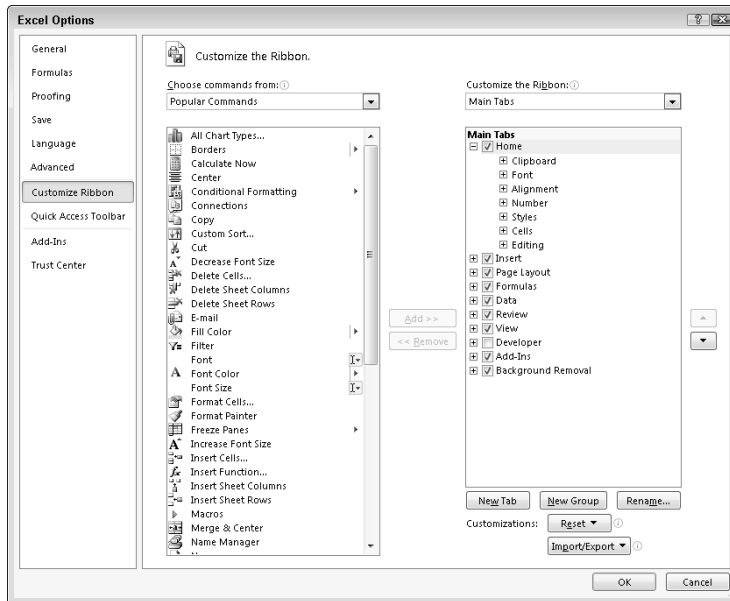 Excel Options
General
Formulas
Proofing
Save
Language
Advanced
Customize Ribbon
Quick Access Toolbar
Add-Ins
Trust Center
Customize the Ribbon.
Choose commands from:
Popular Commands
All Chart Types...
Borders
Calculate Now
Center
Conditional Formatting
Connections
Copy
Custom Sort...
Cut
Decrease Font Size
Delete Cells...
Delete Sheet Columns
Delete Sheet Rows
E-mail
Fill Color
Filter
Font
Font Color
Font Size
Format Cells...
Format Painter
Freeze Panes
Increase Font Size
Insert Cells...
Insert Function...
Insert Sheet Columns
Insert Sheet Rows
Macros
Merge & Center
Name Manager
Add >>
<< Remove
Customize the Ribbon:
Main Tabs
Main Tabs
Home
Clipboard
Font
Alignment
Number
Styles
Cells
Editing
Insert
Page Layout
Formulas
Data
Review
View
Developer
Add-Ins
Background Removal
New Tab New Group Rename...
Customizations: Reset
Import/Export
OK Cancel